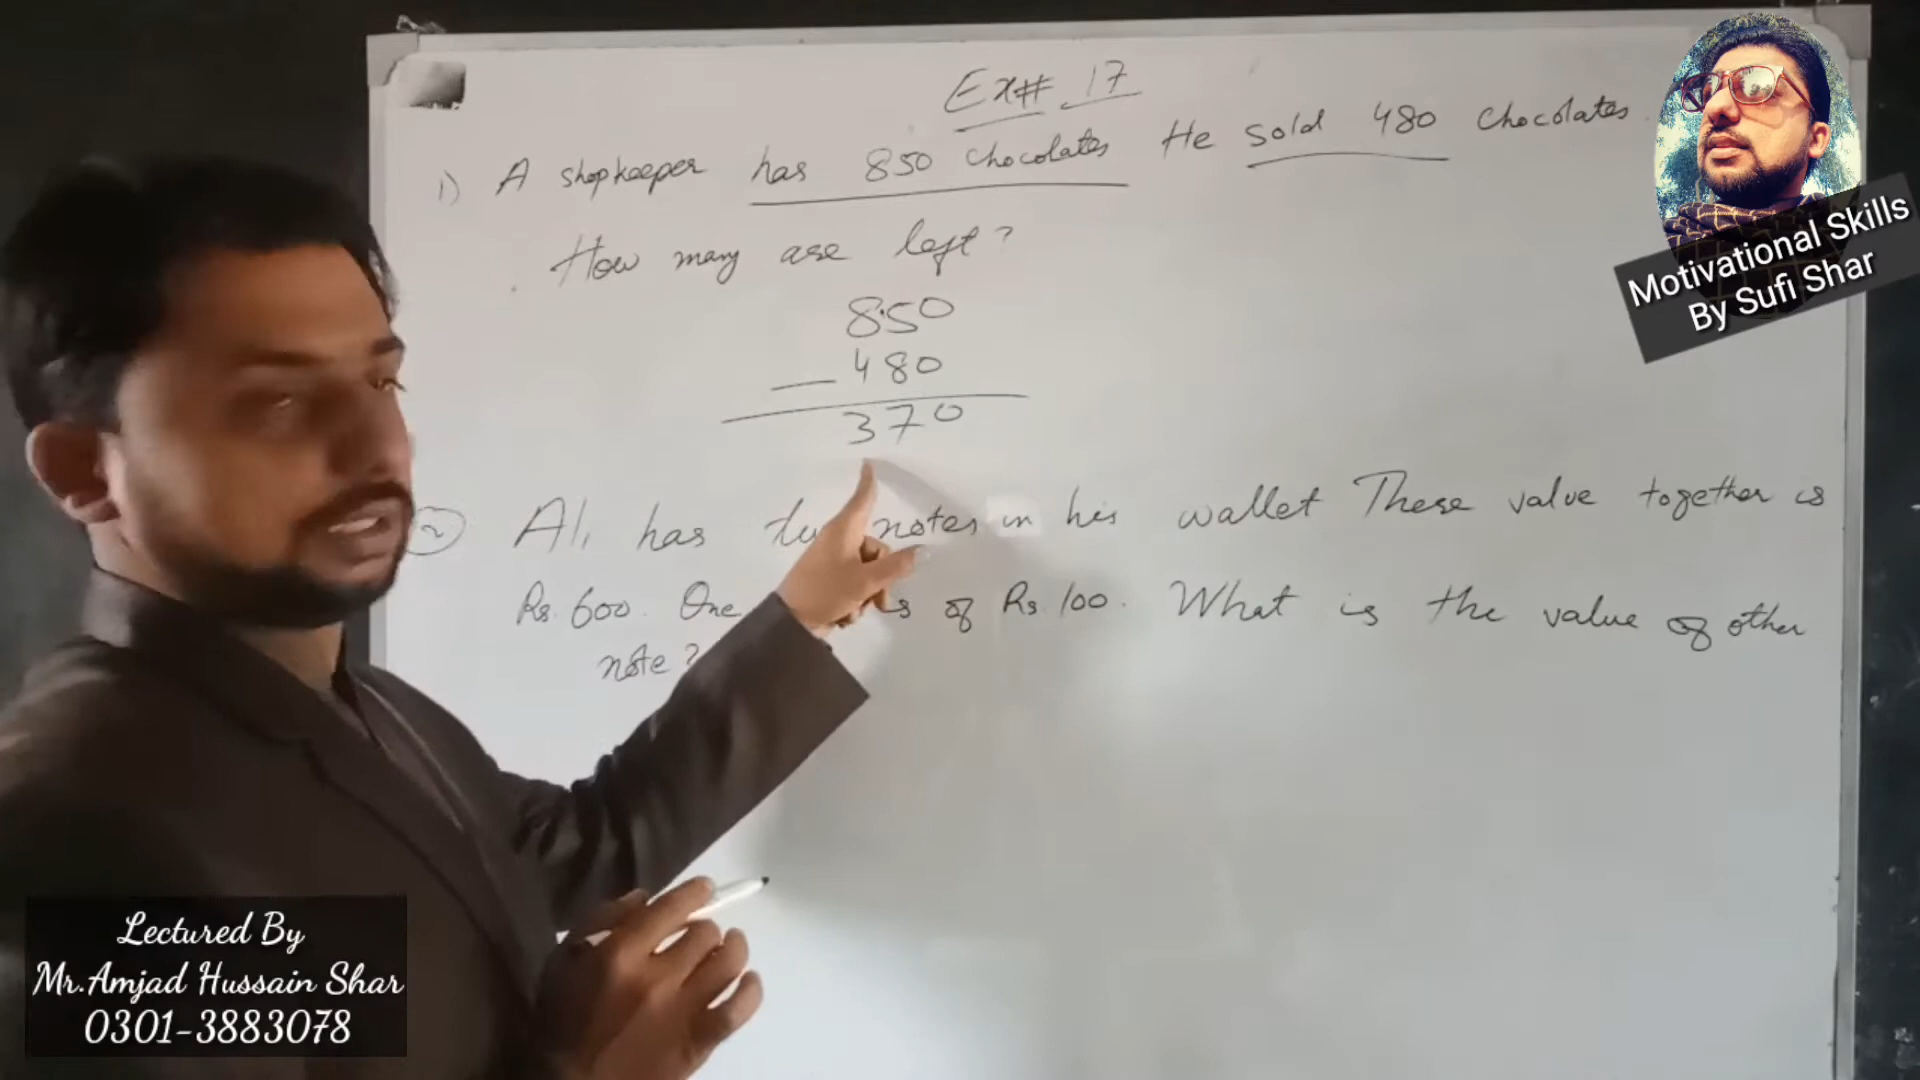 Ex# 17
1) A shopkeeper has 850 chocolates He sold 480 chocolates.
How many are left?
850
— 480
370
2 Ali has notes in his wallet These value together is
Rs. 600. One of Rs. 100. What is the value of other
note?
Motivational Skills
By Sufi Shar
Lectured By
Mr.Amjad Hussain Shar
0301-3883078